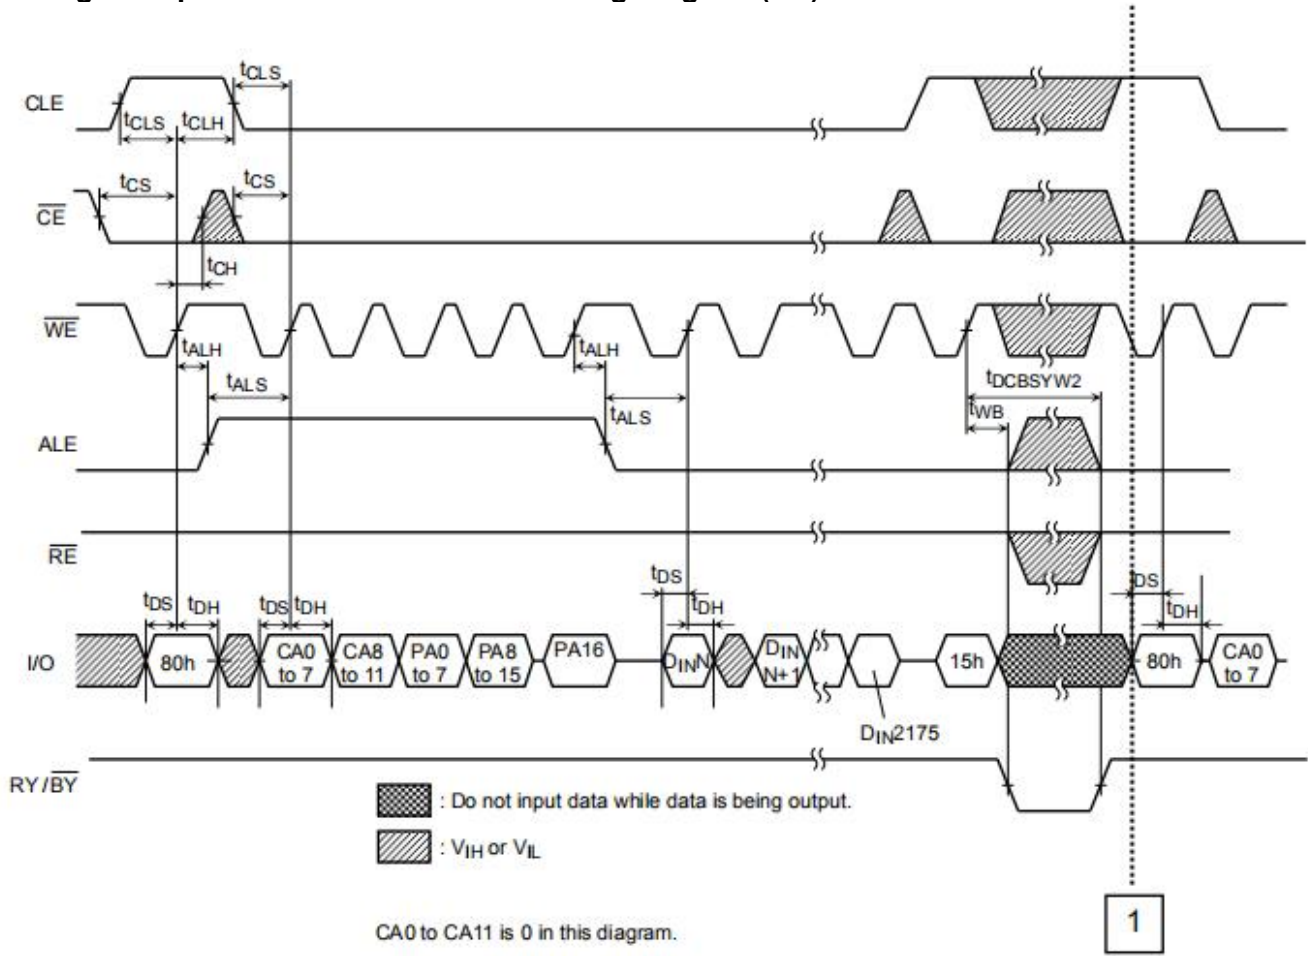 CLE
tCLS
tCLS tCLH
CE
tCS tCS
tCH
WE
tALH
tALH
tDCBSYW2
ALE
tALS
tALS
tWB
RE
tDS tDH
tDS tDH
tDS
tDH
DS
tDH
I/O
80h
CA0 to 7
CA8 to 11
PA0 to 7
PA8 to 15
PA16
DINN
DIN N+1
15h
80h
CA0 to 7
DIN2175
RY/BY
: Do not input data while data is being output.
: VIH or VIL
1
CA0 to CA11 is 0 in this diagram.